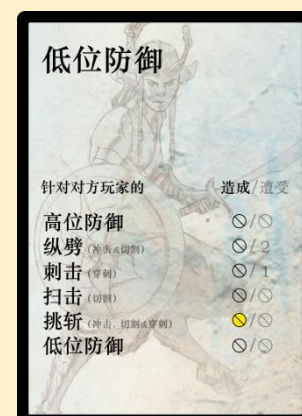 低位防御
针对对方玩家的 造成/遭受
高位防御 ⃠/⃠
纵劈(冲击或切割) ⃠/2
刺击(穿刺) ⃠/1
扫击(切割) ⃠/⃠
挑斩(冲击, 切割或穿刺) ⃠/⃠
低位防御 ⃠/⃠